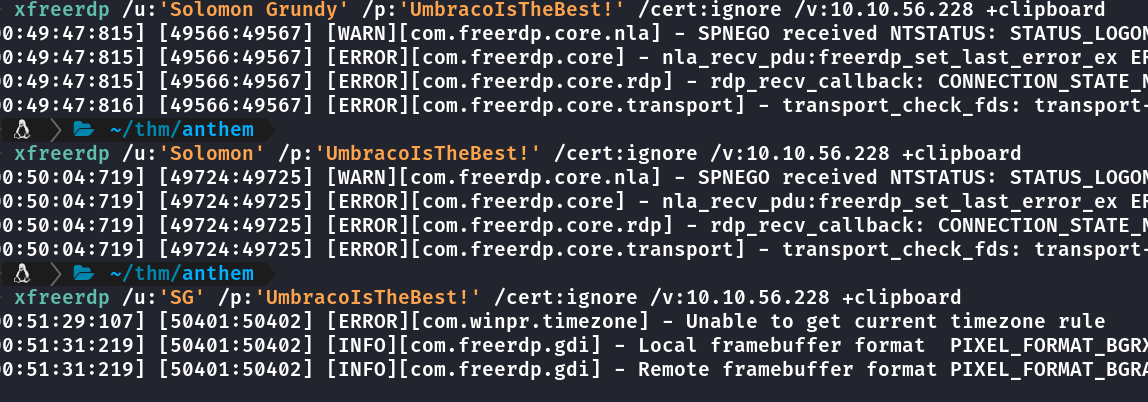 xfreerdp /u:'Solomon Grundy' /p:'UmbracoIsTheBest!' /cert:ignore /v:10.10.56.228 +clipboard
0:49:47:815] [49566:49567] [WARN][com.freerdp.core.nla] - SPNEGO received NTSTATUS: STATUS_LOGON
0:49:47:815] [49566:49567] [ERROR][com.freerdp.core] - nla_recv_pdu:freerdp_set_last_error_ex ER
0:49:47:815] [49566:49567] [ERROR][com.freerdp.core.rdp] - rdp_recv_callback: CONNECTION_STATE_N
0:49:47:816] [49566:49567] [ERROR][com.freerdp.core.transport] - transport_check_fds: transport-
~/thm/anthem
xfreerdp /u:'Solomon' /p:'UmbracoIsTheBest!' /cert:ignore /v:10.10.56.228 +clipboard
0:50:04:719] [49724:49725] [WARN][com.freerdp.core.nla] - SPNEGO received NTSTATUS: STATUS_LOGON
0:50:04:719] [49724:49725] [ERROR][com.freerdp.core] - nla_recv_pdu:freerdp_set_last_error_ex ER
0:50:04:719] [49724:49725] [ERROR][com.freerdp.core.rdp] - rdp_recv_callback: CONNECTION_STATE_N
0:50:04:719] [49724:49725] [ERROR][com.freerdp.core.transport] - transport_check_fds: transport-
~/thm/anthem
xfreerdp /u:'SG' /p:'UmbracoIsTheBest!' /cert:ignore /v:10.10.56.228 +clipboard
0:51:29:107] [50401:50402] [ERROR][com.winpr.timezone] - Unable to get current timezone rule
0:51:31:219] [50401:50402] [INFO][com.freerdp.gdi] - Local framebuffer format  PIXEL_FORMAT_BGRX
0:51:31:219] [50401:50402] [INFO][com.freerdp.gdi] - Remote framebuffer format PIXEL_FORMAT_BGRA